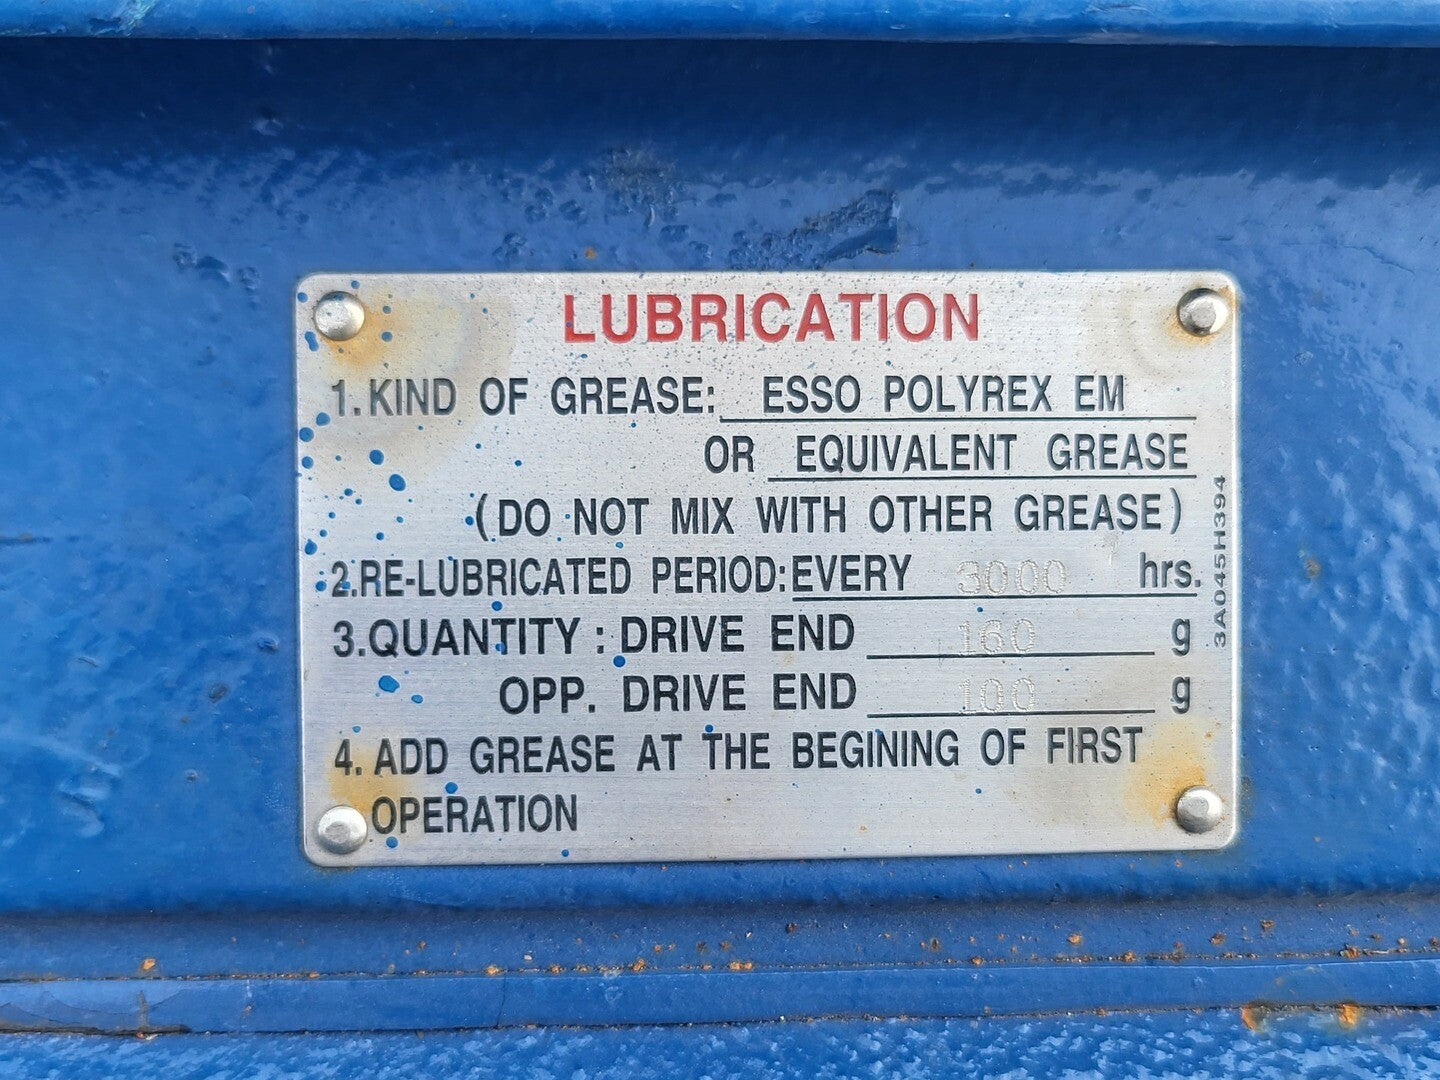 LUBRICATION
1. KIND OF GREASE: ESSO POLYREX EM
OR EQUIVALENT GREASE
(DO NOT MIX WITH OTHER GREASE)
2. RE-LUBRICATED PERIOD: EVERY 3000 hrs.
3. QUANTITY : DRIVE END 160 g
OPP. DRIVE END 100 g
4. ADD GREASE AT THE BEGINING OF FIRST
OPERATION
3A045H394